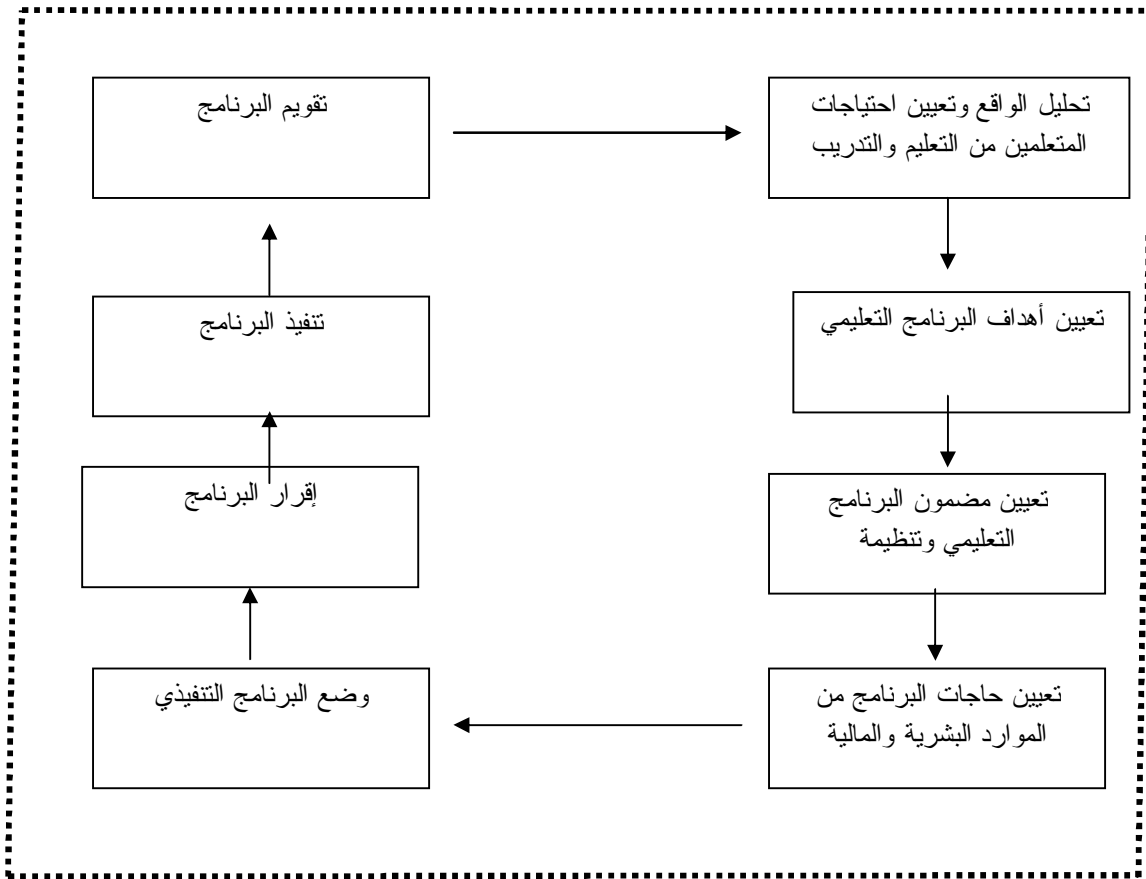 تحليل الواقع وتعيين احتياجات
المتعلمين من التعليم والتدريب
تعيين أهداف البرنامج التعليمي
تعيين مضمون البرنامج
التعليمي وتنظيمة
تعيين حاجات البرنامج من
الموارد البشرية والمالية
وضع البرنامج التنفيذي
إقرار البرنامج
تنفيذ البرنامج
تقويم البرنامج